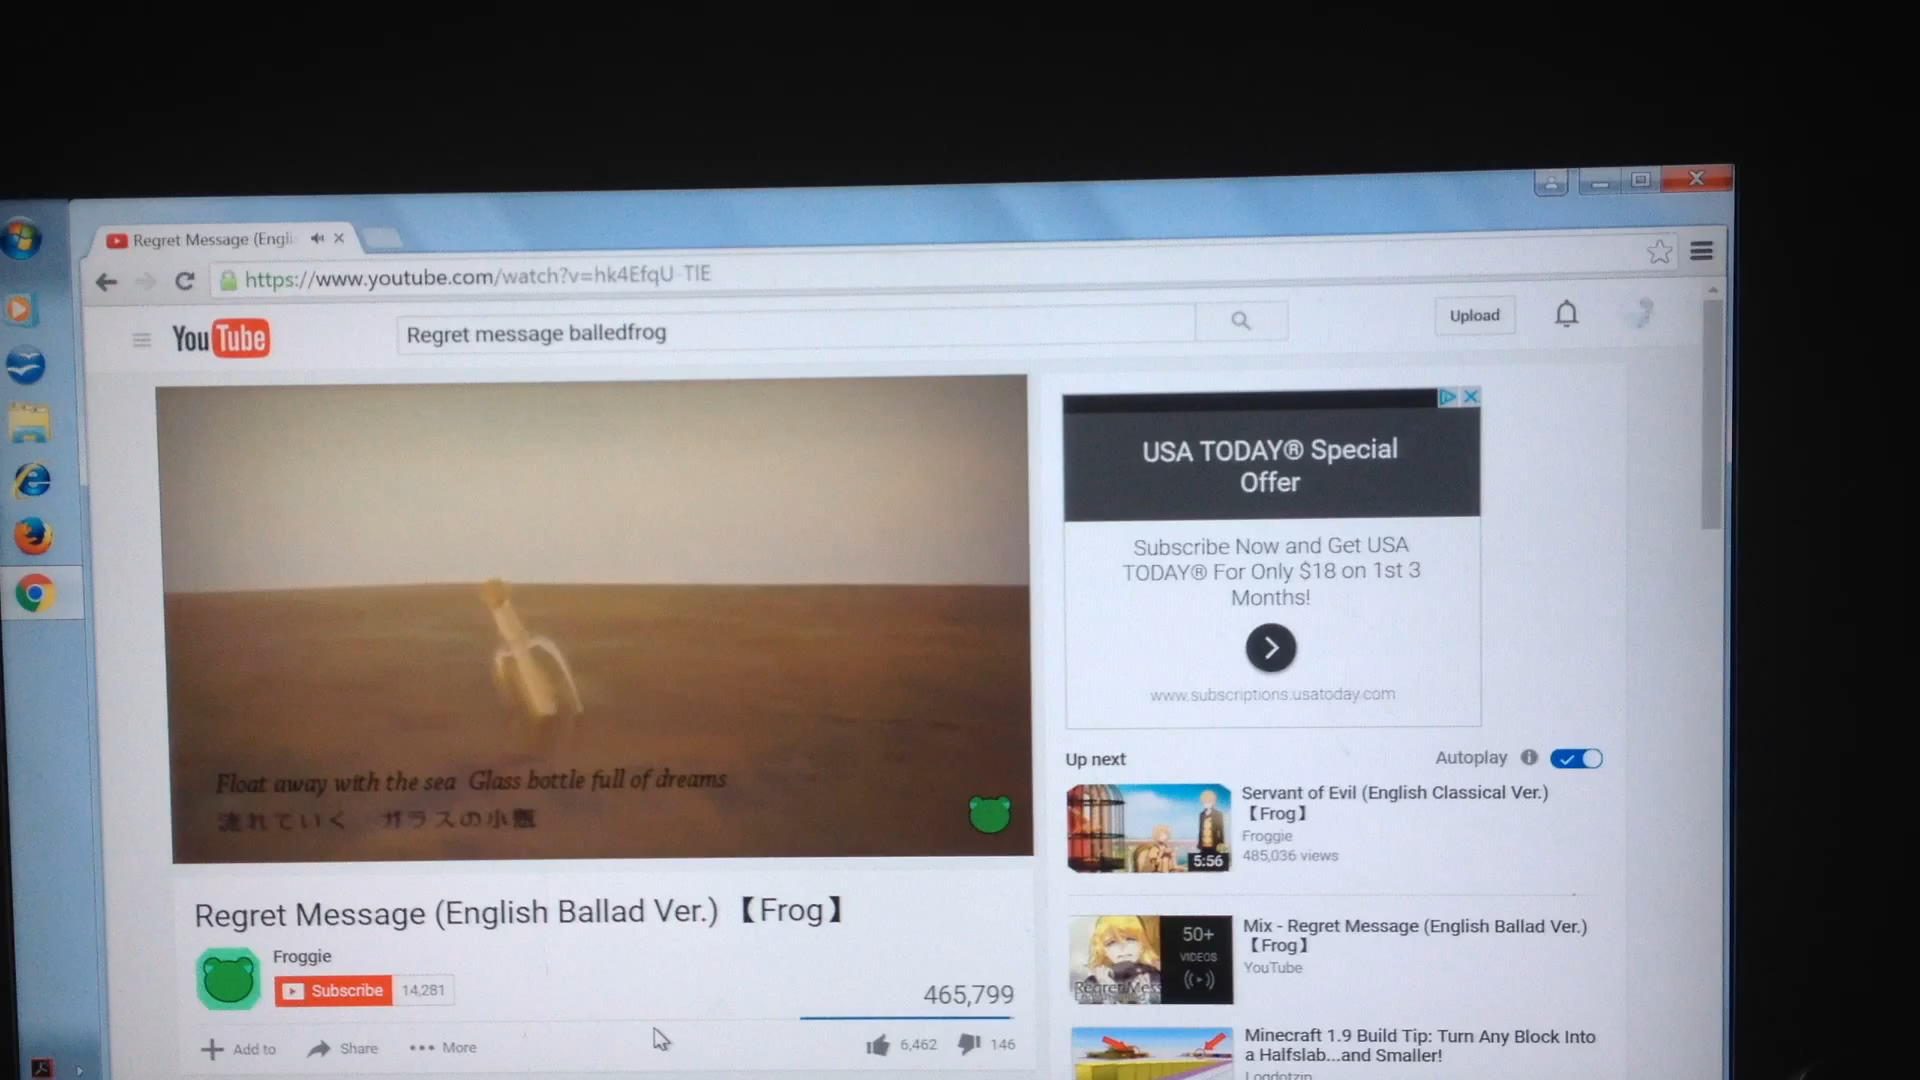 Regret Message (Engli
https://www.youtube.com/watch?v=hk4EfqU-TlE
YouTube
Regret message balledfrog
Upload
USA TODAY® Special
Offer
Subscribe Now and Get USA
TODAY® For Only $18 on 1st 3
Months!
www.subscriptions.usatoday.com
Float away with the sea Glass bottle full of dreams
流れていく ガラスの小瓶
Up next
Autoplay
Servant of Evil (English Classical Ver.)
【Frog】
Froggie
485,036 views
5:56
Regret Message (English Ballad Ver.) 【Frog】
Froggie
Subscribe 14,281
465,799
Add to Share More
6,462 146
50+
VIDEOS
Mix - Regret Message (English Ballad Ver.)
【Frog】
YouTube
Minecraft 1.9 Build Tip: Turn Any Block Into
a Halfslab...and Smaller!
Logdotzip